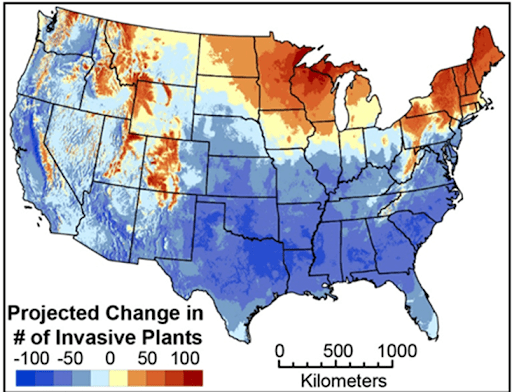 Projected Change in
# of Invasive Plants
-100 -50 0 50 100
0 500 1000
Kilometers